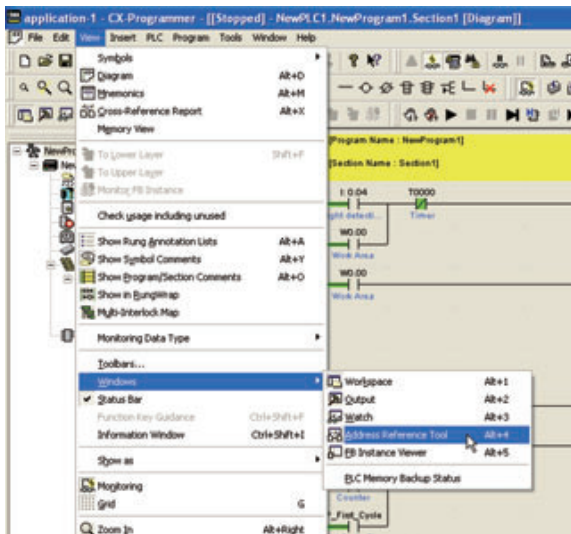 application-1 - CX-Programmer - [[Stopped] - NewPLC1.NewProgram1.Section1 [Diagram]]
File Edit View Insert PLC Program Tools Window Help
Symbols
Diagram Alt+D
Mnemonics Alt+M
Cross-Reference Report Alt+X
Memory View
To Lower Layer Shift+F
To Upper Layer
Monitor FB Instance
Check usage including unused
Show Rung Annotation Lists Alt+A
Show Symbol Comments Alt+Y
Show Program/Section Comments Alt+O
Show in RungWrap
Multi-Interlock Map
Monitoring Data Type
Toolbars...
Windows
Status Bar
Function Key Guidance Ctrl+Shift+F
Information Window Ctrl+Shift+I
Show as
Monitoring
Grid G
Zoom In Alt+Right
Workspace Alt+1
Output Alt+2
Watch Alt+3
Address Reference Tool Alt+4
FB Instance Viewer Alt+5
PLC Memory Backup Status
NewPro
New
[Program Name : NewProgram1]
[Section Name : Section1]
I: 0.04 T0000
ght detecti... Timer
W0.00
Work Area
W0.00
Work Area
Counter